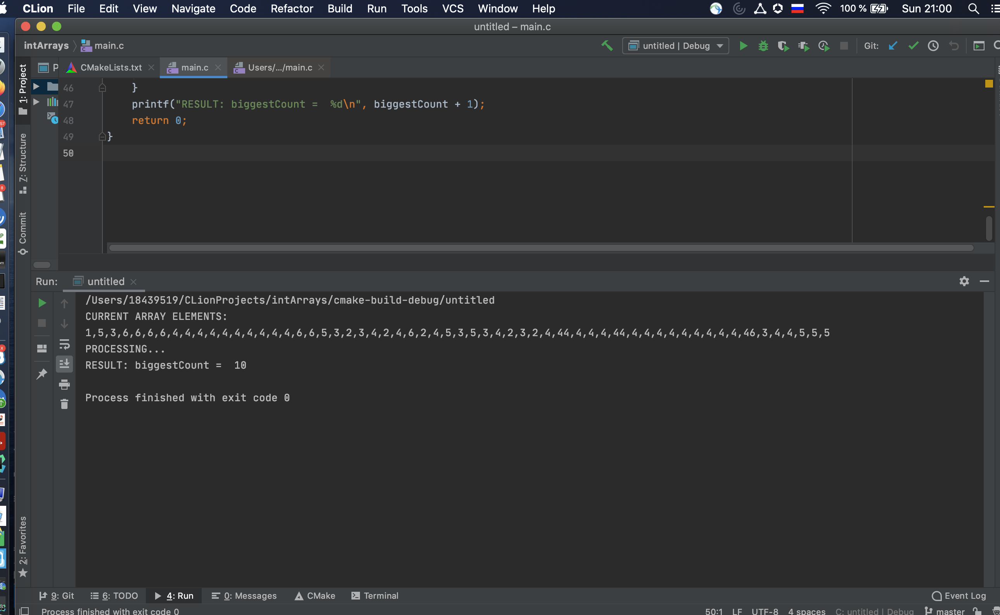 CLion File Edit View Navigate Code Refactor Build Run Tools VCS Window Help 100 % Sun 21:00
untitled – main.c
intArrays main.c untitled | Debug Git:
1: Project
P CMakeLists.txt main.c Users/.../main.c
46 }
47 printf("RESULT: biggestCount =  %d\n", biggestCount + 1);
48 return 0;
49 }
50
Z: Structure
Commit
Run: untitled
/Users/18439519/CLionProjects/intArrays/cmake-build-debug/untitled
CURRENT ARRAY ELEMENTS:
1,5,3,6,6,6,6,4,4,4,4,4,4,4,4,4,4,6,6,5,3,2,3,4,2,4,6,2,4,5,3,5,3,4,2,3,2,4,44,4,4,4,44,4,4,4,4,4,4,4,4,4,46,3,4,4,5,5,5
PROCESSING...
RESULT: biggestCount =  10
Process finished with exit code 0
2: Favorites
9: Git 6: TODO 4: Run 0: Messages CMake Terminal Event Log
Process finished with exit code 0 50:1 LF UTF-8 4 spaces C: untitled | Debug master